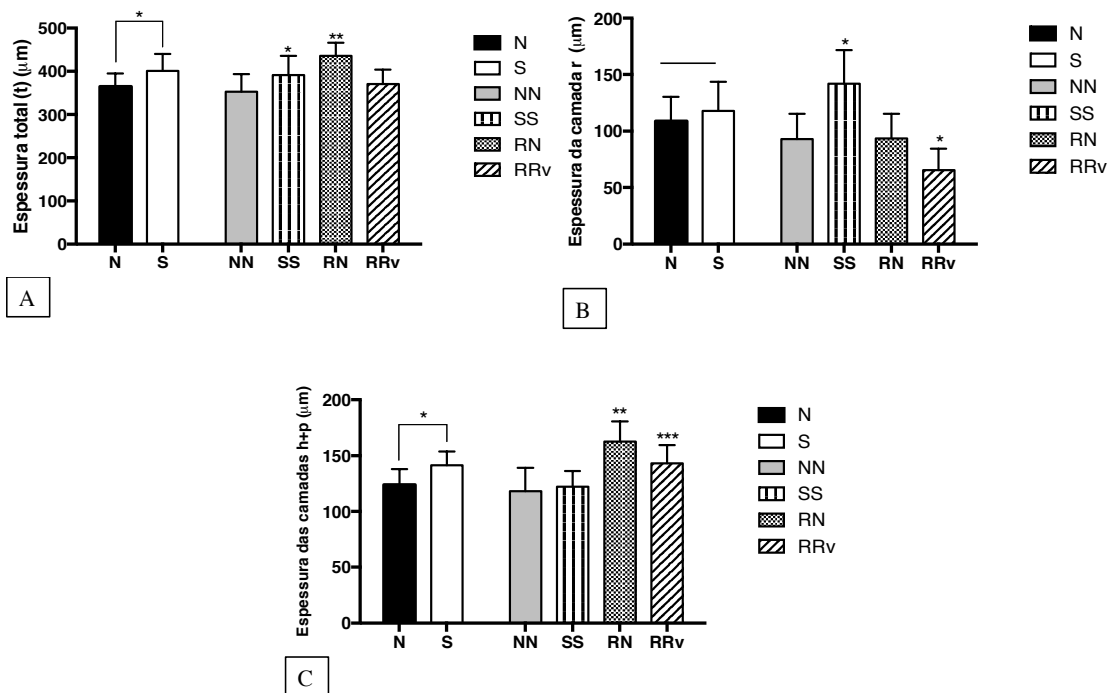 *
500
400
300
200
100
0
Espessura total (t) (μm)
* **
N S NN SS RN RRv
N
S
NN
SS
RN
RRv
A
200
150
100
50
0
Espessura da camada r (μm)
*
*
N S NN SS RN RRv
N
S
NN
SS
RN
RRv
B
200
150
100
50
0
Espessura das camadas h+p (μm)
*
**
***
N S NN SS RN RRv
N
S
NN
SS
RN
RRv
C